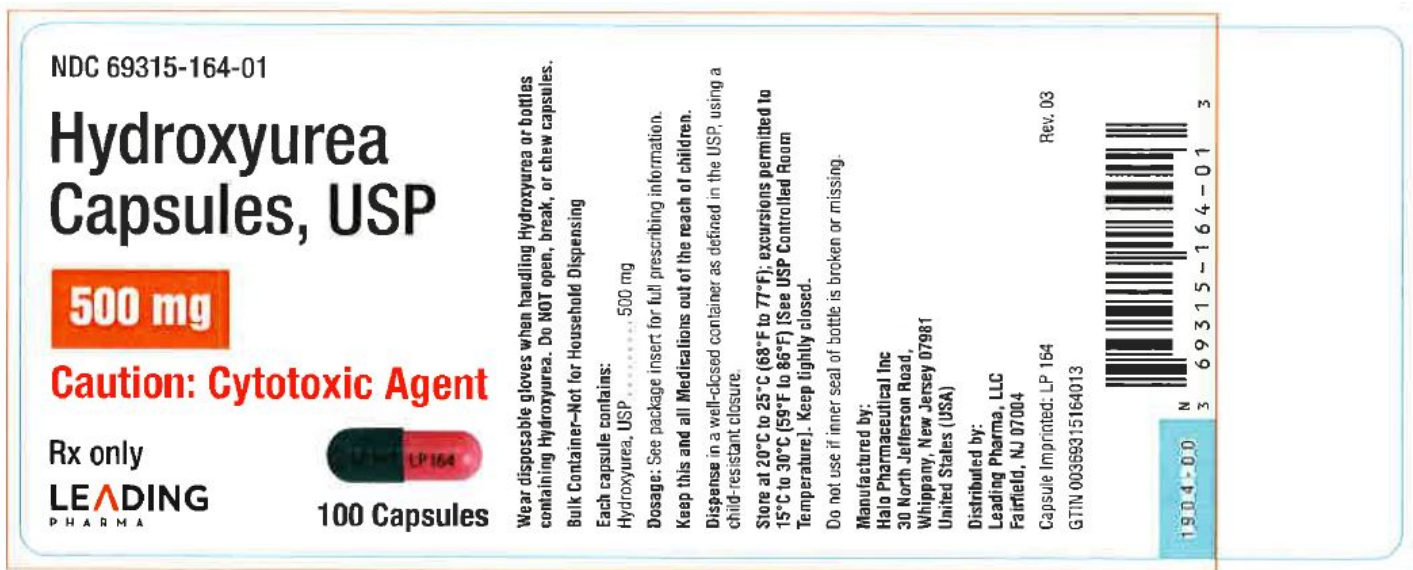 NDC 69315-164-01
Hydroxyurea
Capsules, USP
500 mg
Caution: Cytotoxic Agent
Rx only
LEADING
PHARMA
LP 164
100 Capsules
Wear disposable gloves when handling Hydroxyurea or bottles
containing Hydroxyurea. Do NOT open, break, or chew capsules.
Bulk Container–Not for Household Dispensing
Each capsule contains:
Hydroxyurea, USP .......... 500 mg
Dosage: See package insert for full prescribing information.
Keep this and all Medications out of the reach of children.
Dispense in a well-closed container as defined in the USP, using a
child-resistant closure.
Store at 20°C to 25°C (68°F to 77°F); excursions permitted to
15°C to 30°C (59°F to 86°F) [See USP Controlled Room
Temperature]. Keep tightly closed.
Do not use if inner seal of bottle is broken or missing.
Manufactured by:
Halo Pharmaceutical Inc
30 North Jefferson Road,
Whippany, New Jersey 07981
United States (USA)
Distributed by:
Leading Pharma, LLC
Fairfield, NJ 07004
Capsule Imprinted: LP 164 Rev. 03
GTIN 00369315164013
N
3 69315-164-01 3
1904-00